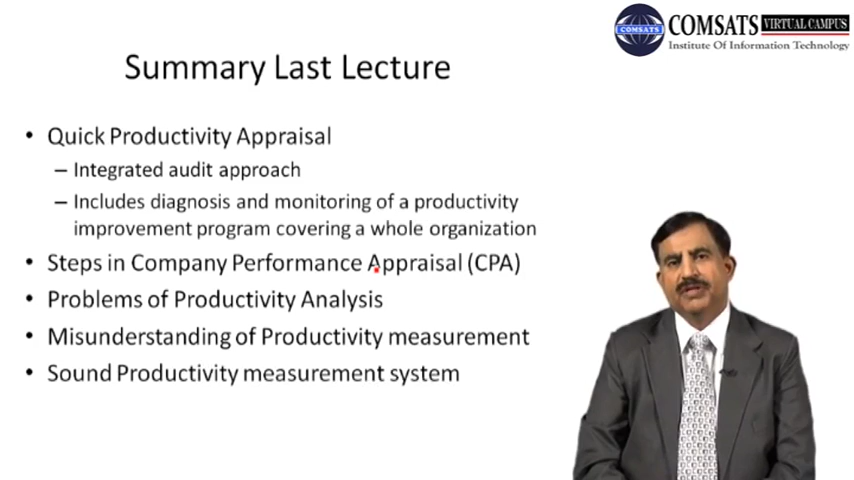 COMSATS
COMSATS VIRTUAL CAMPUS
Institute Of Information Technology
Summary Last Lecture
• Quick Productivity Appraisal
– Integrated audit approach
– Includes diagnosis and monitoring of a productivity
improvement program covering a whole organization
• Steps in Company Performance Appraisal (CPA)
• Problems of Productivity Analysis
• Misunderstanding of Productivity measurement
• Sound Productivity measurement system